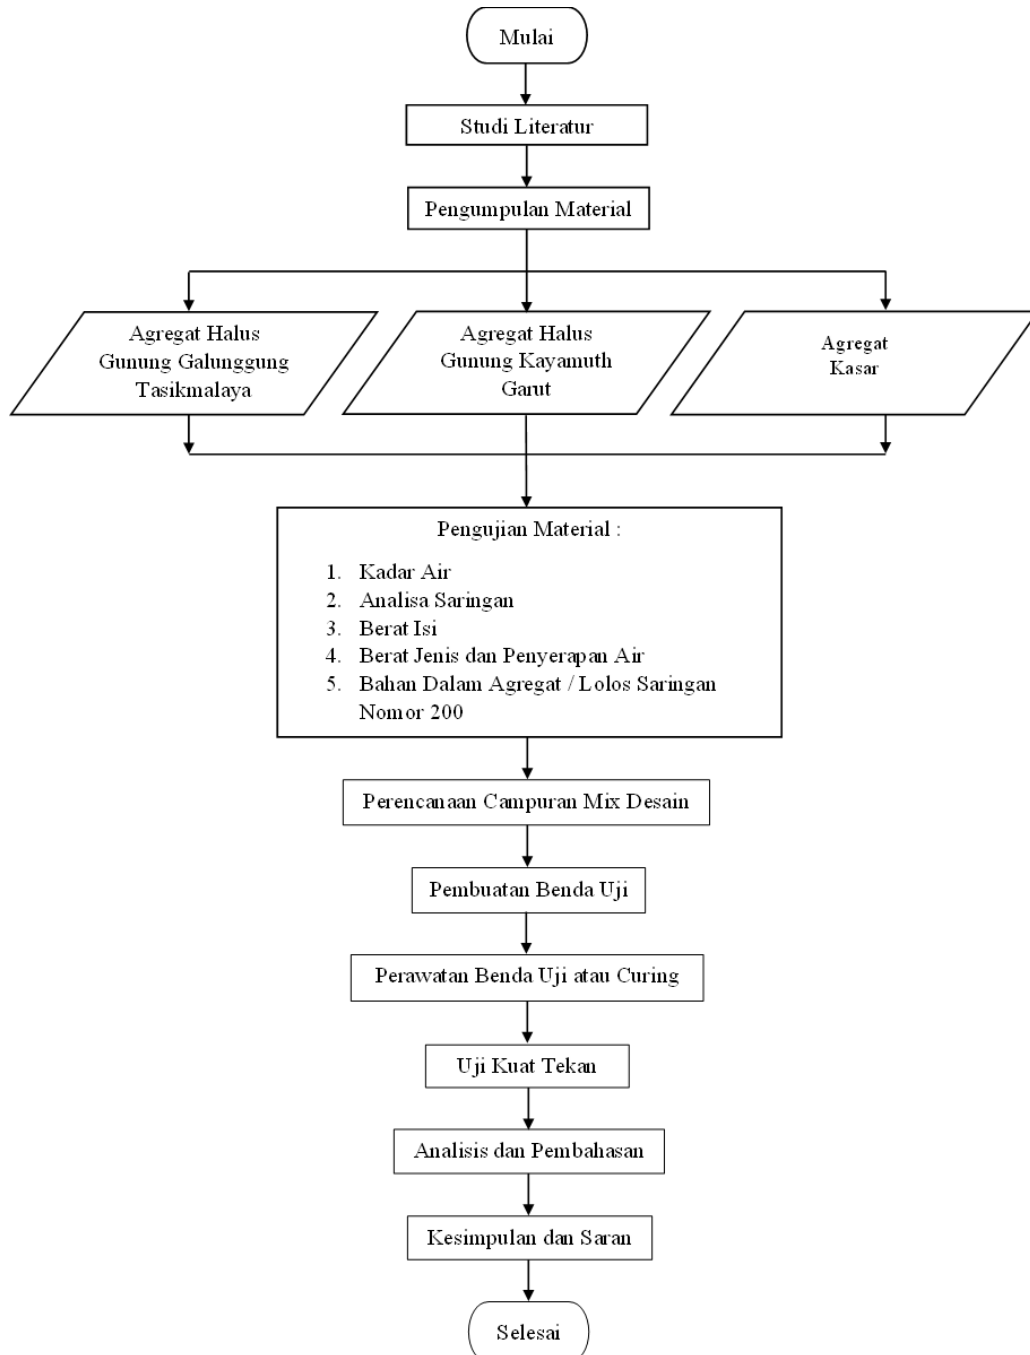 Mulai
Studi Literatur
Pengumpulan Material
Agregat Halus
Gunung Galunggung
Tasikmalaya
Agregat Halus
Gunung Kayamuth
Garut
Agregat
Kasar
Pengujian Material :
1. Kadar Air
2. Analisa Saringan
3. Berat Isi
4. Berat Jenis dan Penyerapan Air
5. Bahan Dalam Agregat / Lolos Saringan
Nomor 200
Perencanaan Campuran Mix Desain
Pembuatan Benda Uji
Perawatan Benda Uji atau Curing
Uji Kuat Tekan
Analisis dan Pembahasan
Kesimpulan dan Saran
Selesai